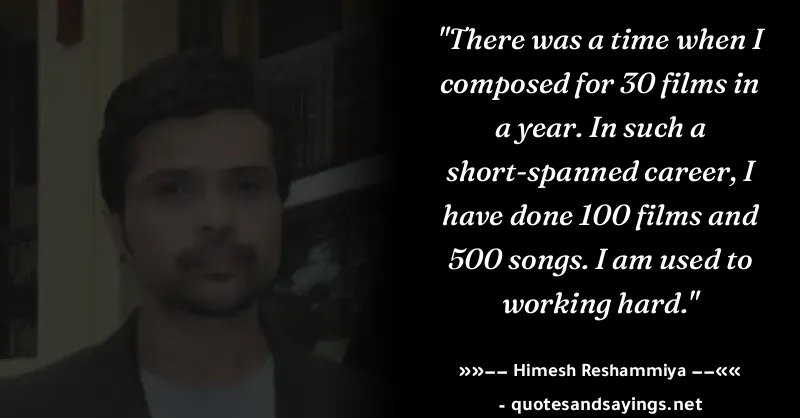 "There was a time when I
composed for 30 films in
a year. In such a
short-spanned career, I
have done 100 films and
500 songs. I am used to
working hard."
»»-- Himesh Reshammiya --««
- quotesandsayings.net